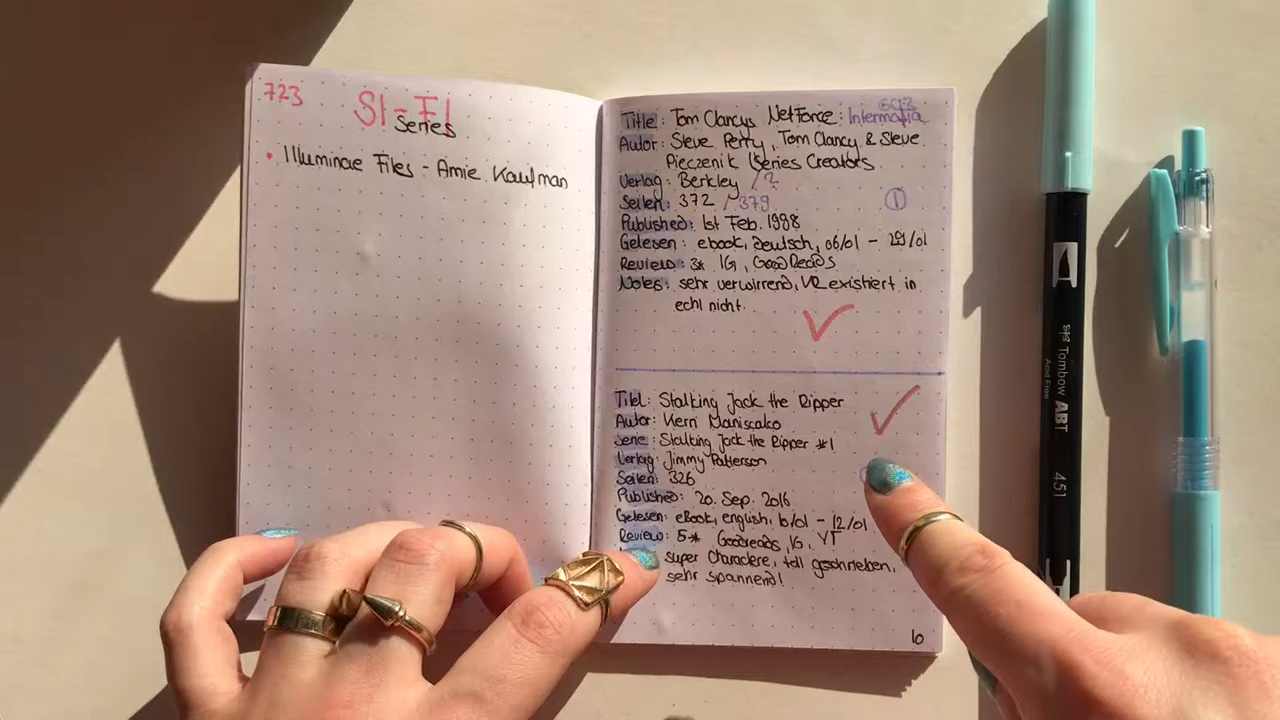 723
SI-FI
Series
• Illuminae Files - Amie Kaufman
Title: Tom Clancys NetForce: Intermafia
Autor: Steve Perry, Tom Clancy & Steve
Pieczenik (Series Creators
Verlag: Berkley / ?
Seiten: 372 / 379
①
Published: 1st Feb. 1998
Gelesen: ebook, deutsch, 06/01 - 29/01
Review: 3* IG, GoodReads
Notes: sehr verwirrend, VR existiert in
echt nicht.
Titel: Stalking Jack the Ripper
Autor: Kerri Maniscalco
Serie: Stalking Jack the Ripper #1
Verlag: Jimmy Patterson
Seiten: 326
Published: 20. Sep. 2016
Gelesen: eBook, english, 10/01 - 12/01
Review: 5* Goodreads, IG, YT
super Charactere, toll geschrieben,
sehr spannend!
6
Tombow ABT
Acid Free
451